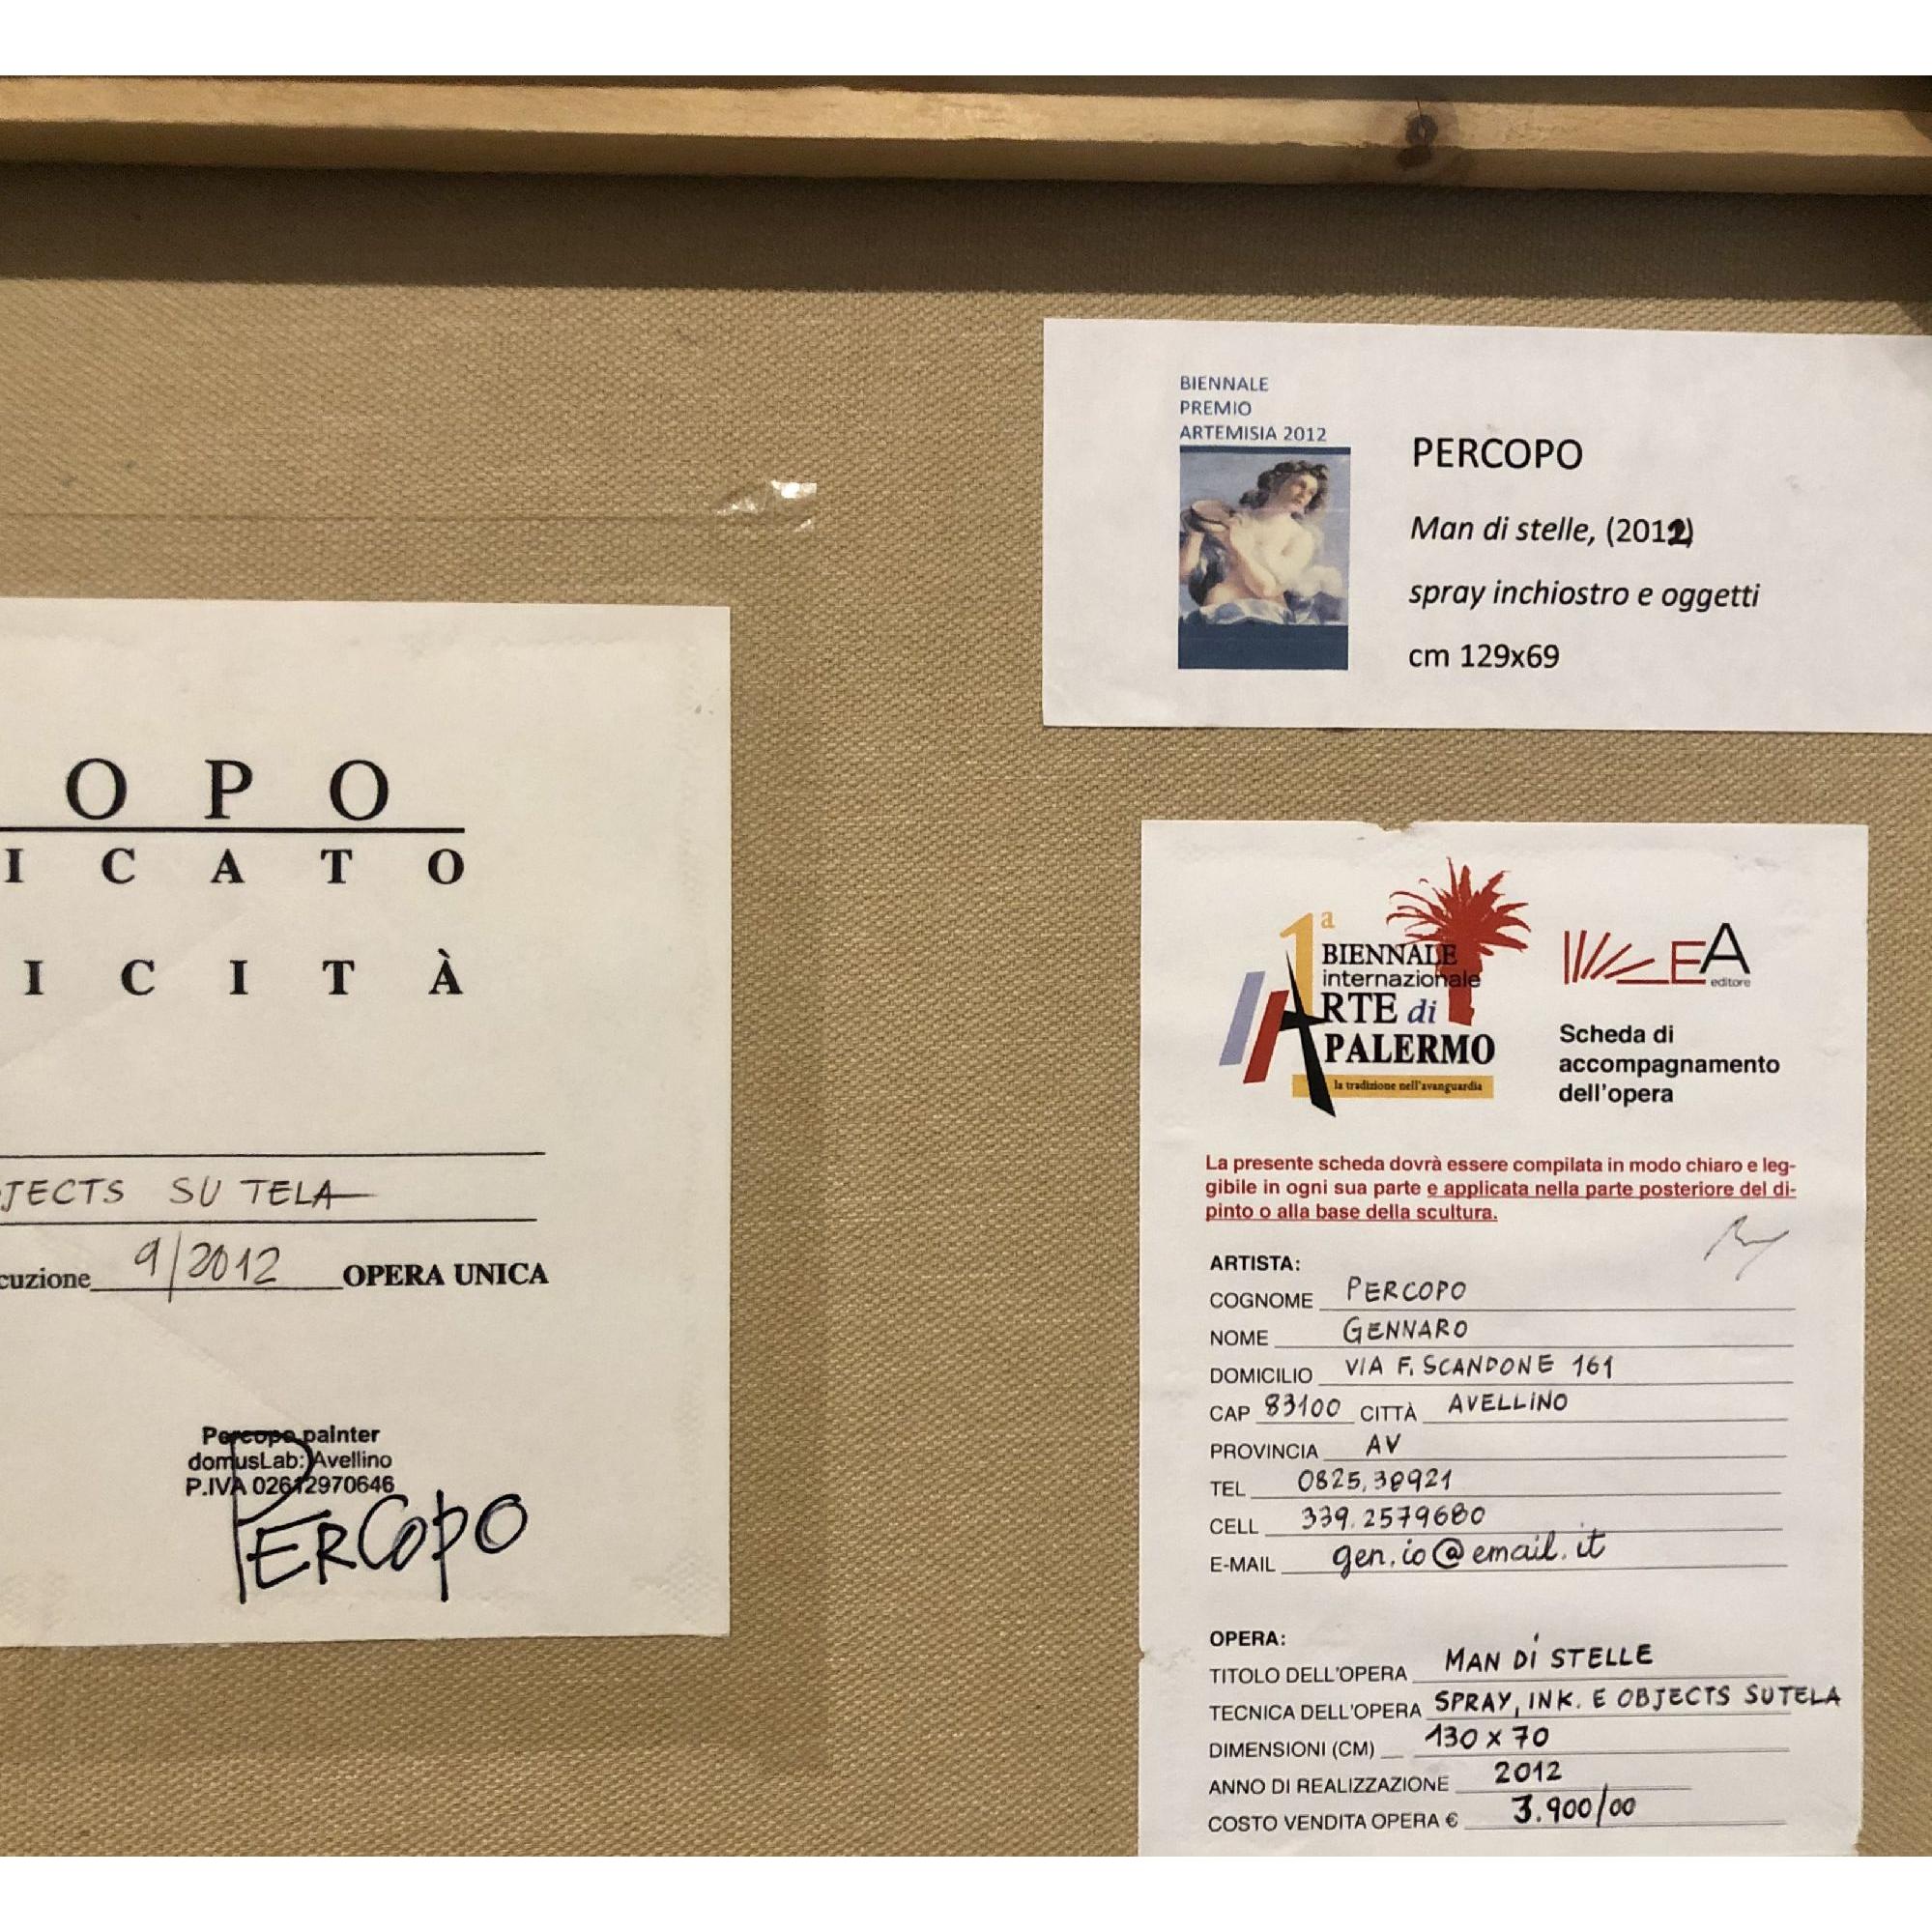 OPO
ICATO
ICITÀ
JECTS SU TELA
cuzione 9/2012 OPERA UNICA
Percopo painter
domusLab: Avellino
P.IVA 02612970646
PERCOPO
BIENNALE
PREMIO
ARTEMISIA 2012
PERCOPO
Man di stelle, (2012)
spray inchiostro e oggetti
cm 129x69
1a
BIENNALE
internazionale
ARTE di
PALERMO
la tradizione nell'avanguardia
EA
editore
Scheda di
accompagnamento
dell'opera
La presente scheda dovrà essere compilata in modo chiaro e leg-
gibile in ogni sua parte e applicata nella parte posteriore del di-
pinto o alla base della scultura.
ARTISTA:
COGNOME PERCOPO
NOME GENNARO
DOMICILIO VIA F. SCANDONE 161
CAP 83100 CITTÀ AVELLINO
PROVINCIA AV
TEL 0825.38921
CELL 339.2579680
E-MAIL gen.io@email.it
OPERA:
TITOLO DELL'OPERA MAN DI STELLE
TECNICA DELL'OPERA SPRAY, INK. E OBJECTS SU TELA
DIMENSIONI (CM) 130 x 70
ANNO DI REALIZZAZIONE 2012
COSTO VENDITA OPERA € 3.900/00